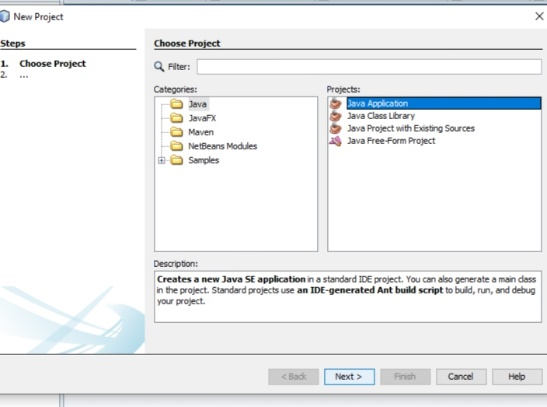 New Project
Steps
1. Choose Project
2. ...
Choose Project
Filter:
Categories:
Java
JavaFX
Maven
NetBeans Modules
Samples
Projects:
Java Application
Java Class Library
Java Project with Existing Sources
Java Free-Form Project
Description:
Creates a new Java SE application in a standard IDE project. You can also generate a main class
in the project. Standard projects use an IDE-generated Ant build script to build, run, and debug
your project.
< Back
Next >
Finish
Cancel
Help